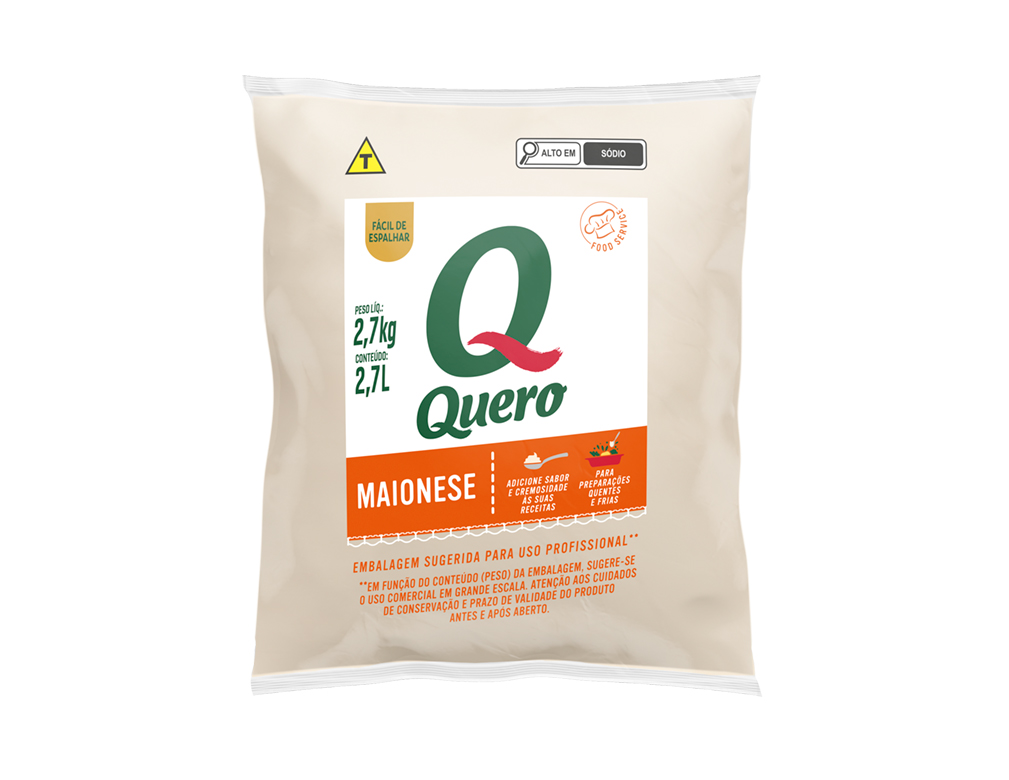 T
ALTO EM
SÓDIO
FÁCIL DE
ESPALHAR
FOOD SERVICE
PESO LÍQ.:
2,7kg
CONTEÚDO:
2,7L
Q
Quero
MAIONESE
ADICIONE SABOR
E CREMOSIDADE
ÀS SUAS
RECEITAS
PARA
PREPARAÇÕES
QUENTES
E FRIAS
EMBALAGEM SUGERIDA PARA USO PROFISSIONAL**
**EM FUNÇÃO DO CONTEÚDO (PESO) DA EMBALAGEM, SUGERE-SE
O USO COMERCIAL EM GRANDE ESCALA. ATENÇÃO AOS CUIDADOS
DE CONSERVAÇÃO E PRAZO DE VALIDADE DO PRODUTO
ANTES E APÓS ABERTO.